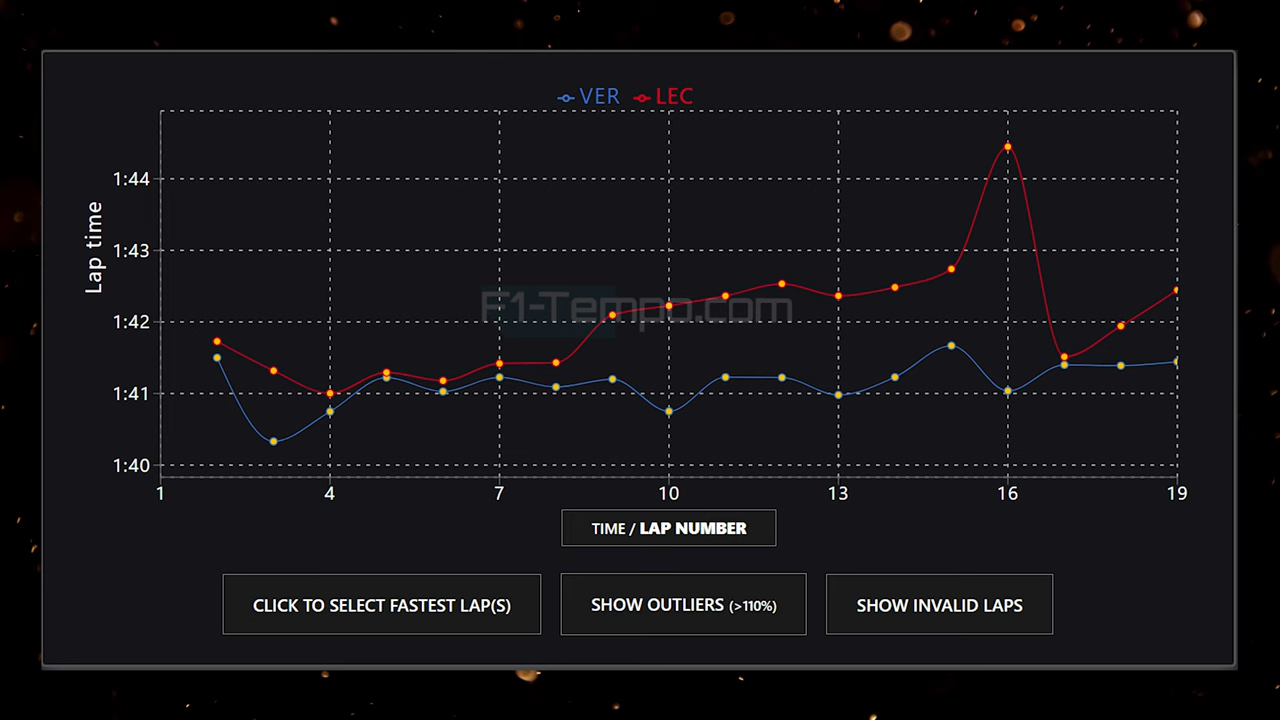 VER LEC
1:44
1:43
1:42
1:41
1:40
Lap time
F1-Tempo.com
1 4 7 10 13 16 19
TIME / LAP NUMBER
CLICK TO SELECT FASTEST LAP(S)
SHOW OUTLIERS (>110%)
SHOW INVALID LAPS